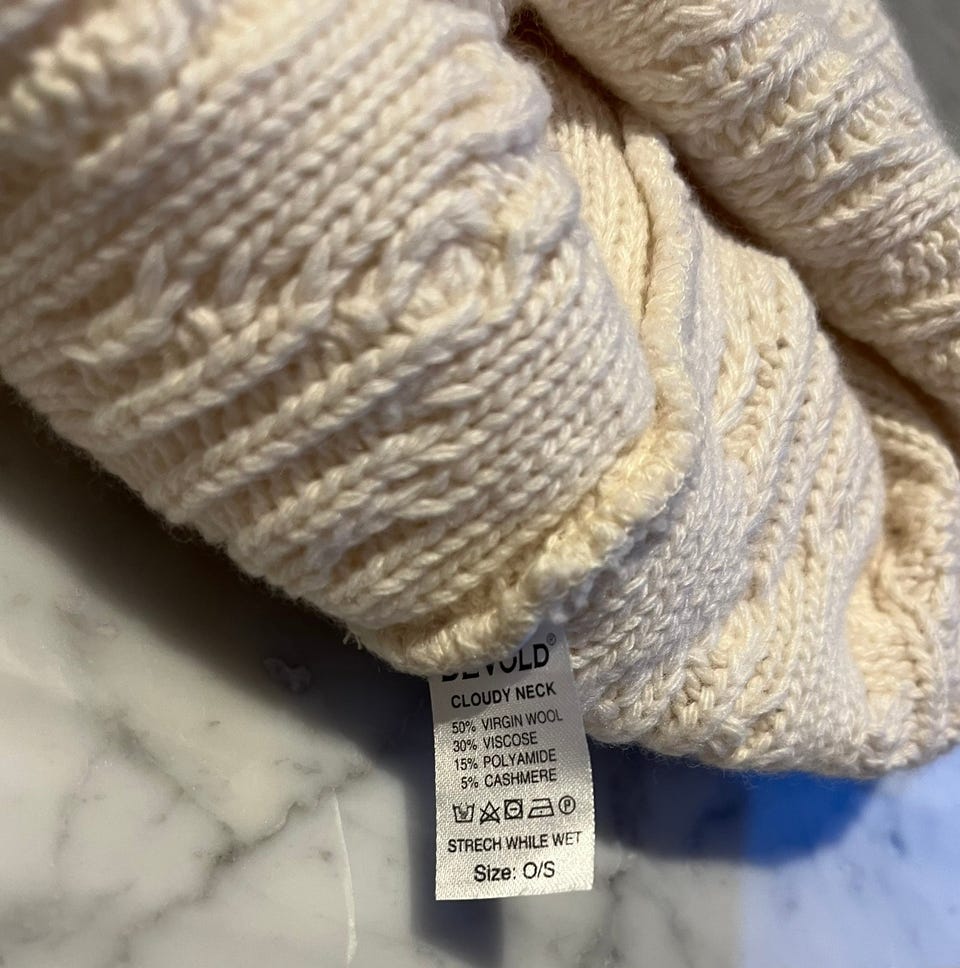 DEVOLD®
CLOUDY NECK
50% VIRGIN WOOL
30% VISCOSE
15% POLYAMIDE
5% CASHMERE
P
STRECH WHILE WET
Size: O/S